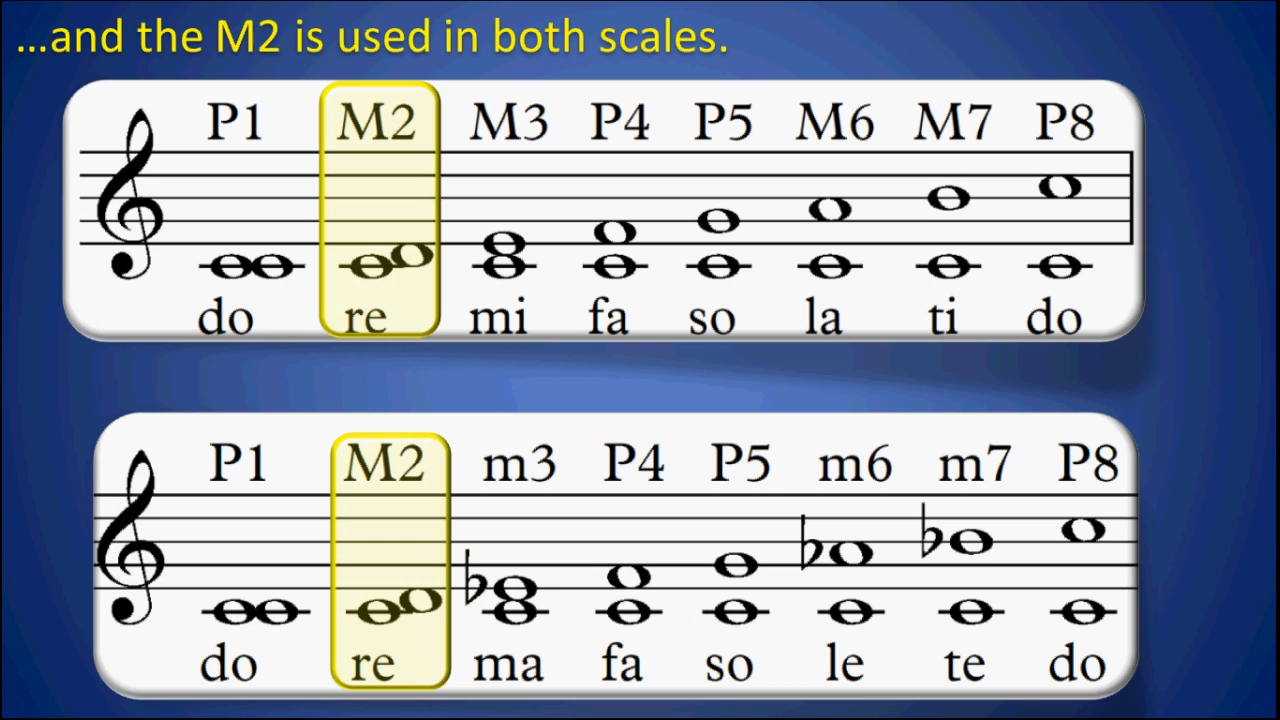 ...and the M2 is used in both scales.
P1 M2 M3 P4 P5 M6 M7 P8
do re mi fa so la ti do
P1 M2 m3 P4 P5 m6 m7 P8
do re ma fa so le te do